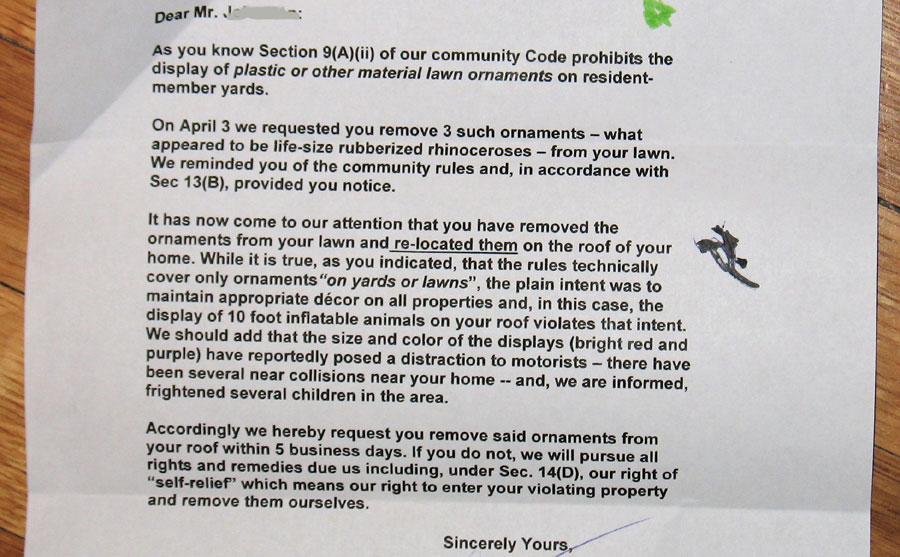 Dear Mr.
As you know Section 9(A)(ii) of our community Code prohibits the
display of plastic or other material lawn ornaments on resident-
member yards.
On April 3 we requested you remove 3 such ornaments – what
appeared to be life-size rubberized rhinoceroses – from your lawn.
We reminded you of the community rules and, in accordance with
Sec 13(B), provided you notice.
It has now come to our attention that you have removed the
ornaments from your lawn and re-located them on the roof of your
home. While it is true, as you indicated, that the rules technically
cover only ornaments "on yards or lawns", the plain intent was to
maintain appropriate décor on all properties and, in this case, the
display of 10 foot inflatable animals on your roof violates that intent.
We should add that the size and color of the displays (bright red and
purple) have reportedly posed a distraction to motorists – there have
been several near collisions near your home -- and, we are informed,
frightened several children in the area.
Accordingly we hereby request you remove said ornaments from
your roof within 5 business days. If you do not, we will pursue all
rights and remedies due us including, under Sec. 14(D), our right of
"self-relief" which means our right to enter your violating property
and remove them ourselves.
Sincerely Yours,